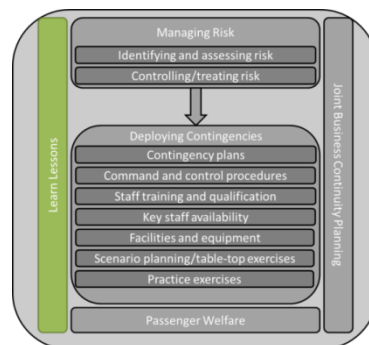 Managing Risk
Identifying and assessing risk
Controlling/treating risk
Learn Lessons
Joint Business Continuity Planning
Deploying Contingencies
Contingency plans
Command and control procedures
Staff training and qualification
Key staff availability
Facilities and equipment
Scenario planning/table-top exercises
Practice exercises
Passenger Welfare